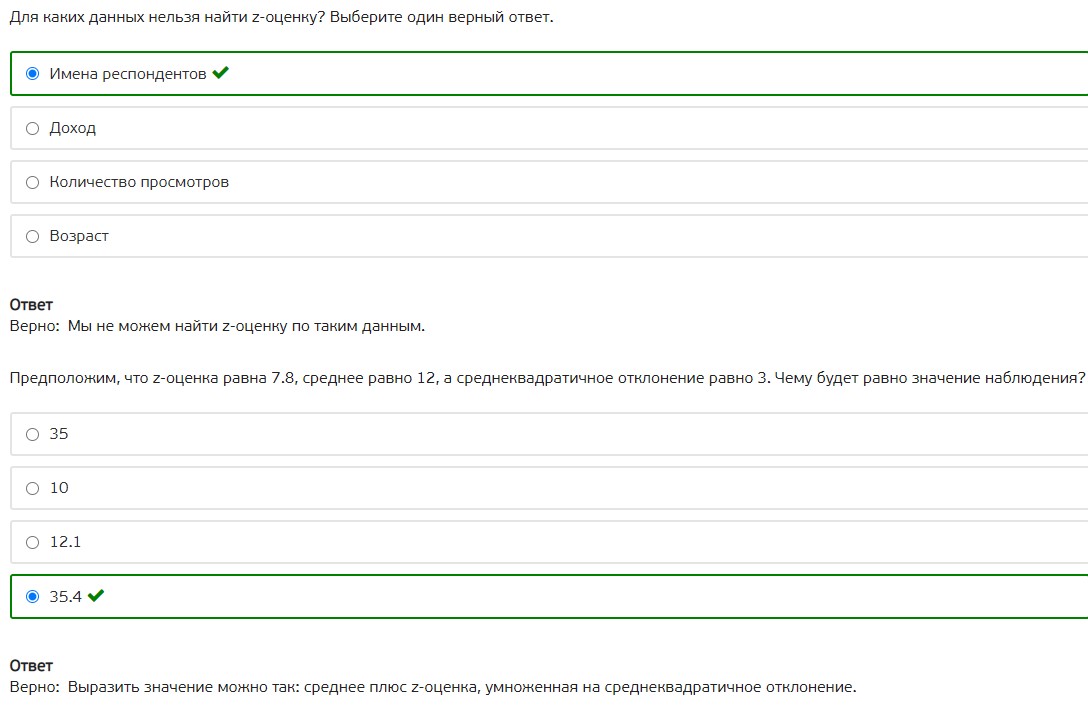 Для каких данных нельзя найти z-оценку? Выберите один верный ответ.
Имена респондентов
Доход
Количество просмотров
Возраст
Ответ
Верно: Мы не можем найти z-оценку по таким данным.
Предположим, что z-оценка равна 7.8, среднее равно 12, а среднеквадратичное отклонение равно 3. Чему будет равно значение наблюдения?
35
10
12.1
35.4
Ответ
Верно: Выразить значение можно так: среднее плюс z-оценка, умноженная на среднеквадратичное отклонение.